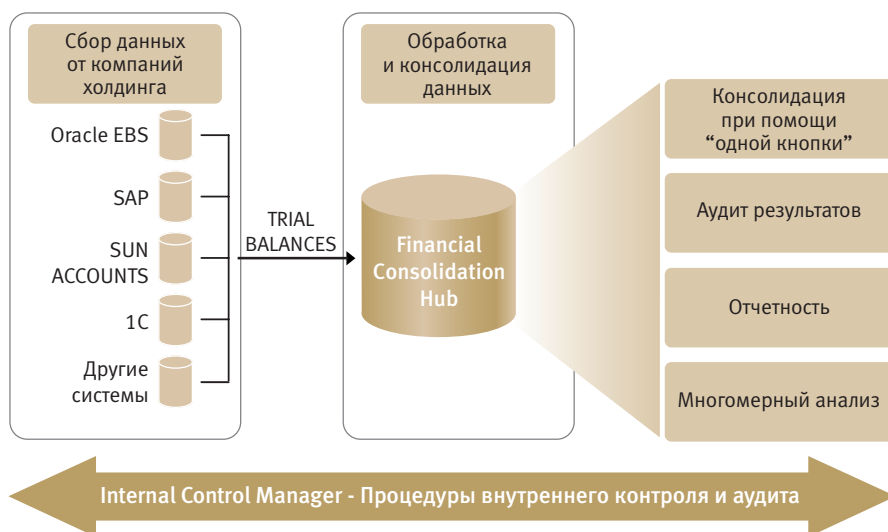 Сбор данных
от компаний
холдинга
Oracle EBS
SAP
SUN
ACCOUNTS
1С
Другие
системы
TRIAL
BALANCES
Обработка
и консолидация
данных
Financial
Consolidation
Hub
Консолидация
при помощи
“одной кнопки”
Аудит результатов
Отчетность
Многомерный анализ
Internal Control Manager - Процедуры внутреннего контроля и аудита